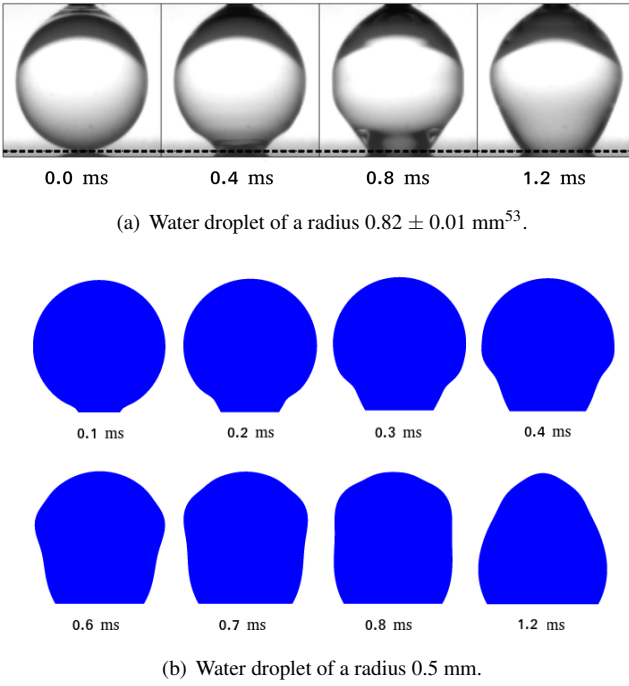 0.0 ms 0.4 ms 0.8 ms 1.2 ms
(a) Water droplet of a radius 0.82 ± 0.01 mm⁵³.
0.1 ms 0.2 ms 0.3 ms 0.4 ms
0.6 ms 0.7 ms 0.8 ms 1.2 ms
(b) Water droplet of a radius 0.5 mm.